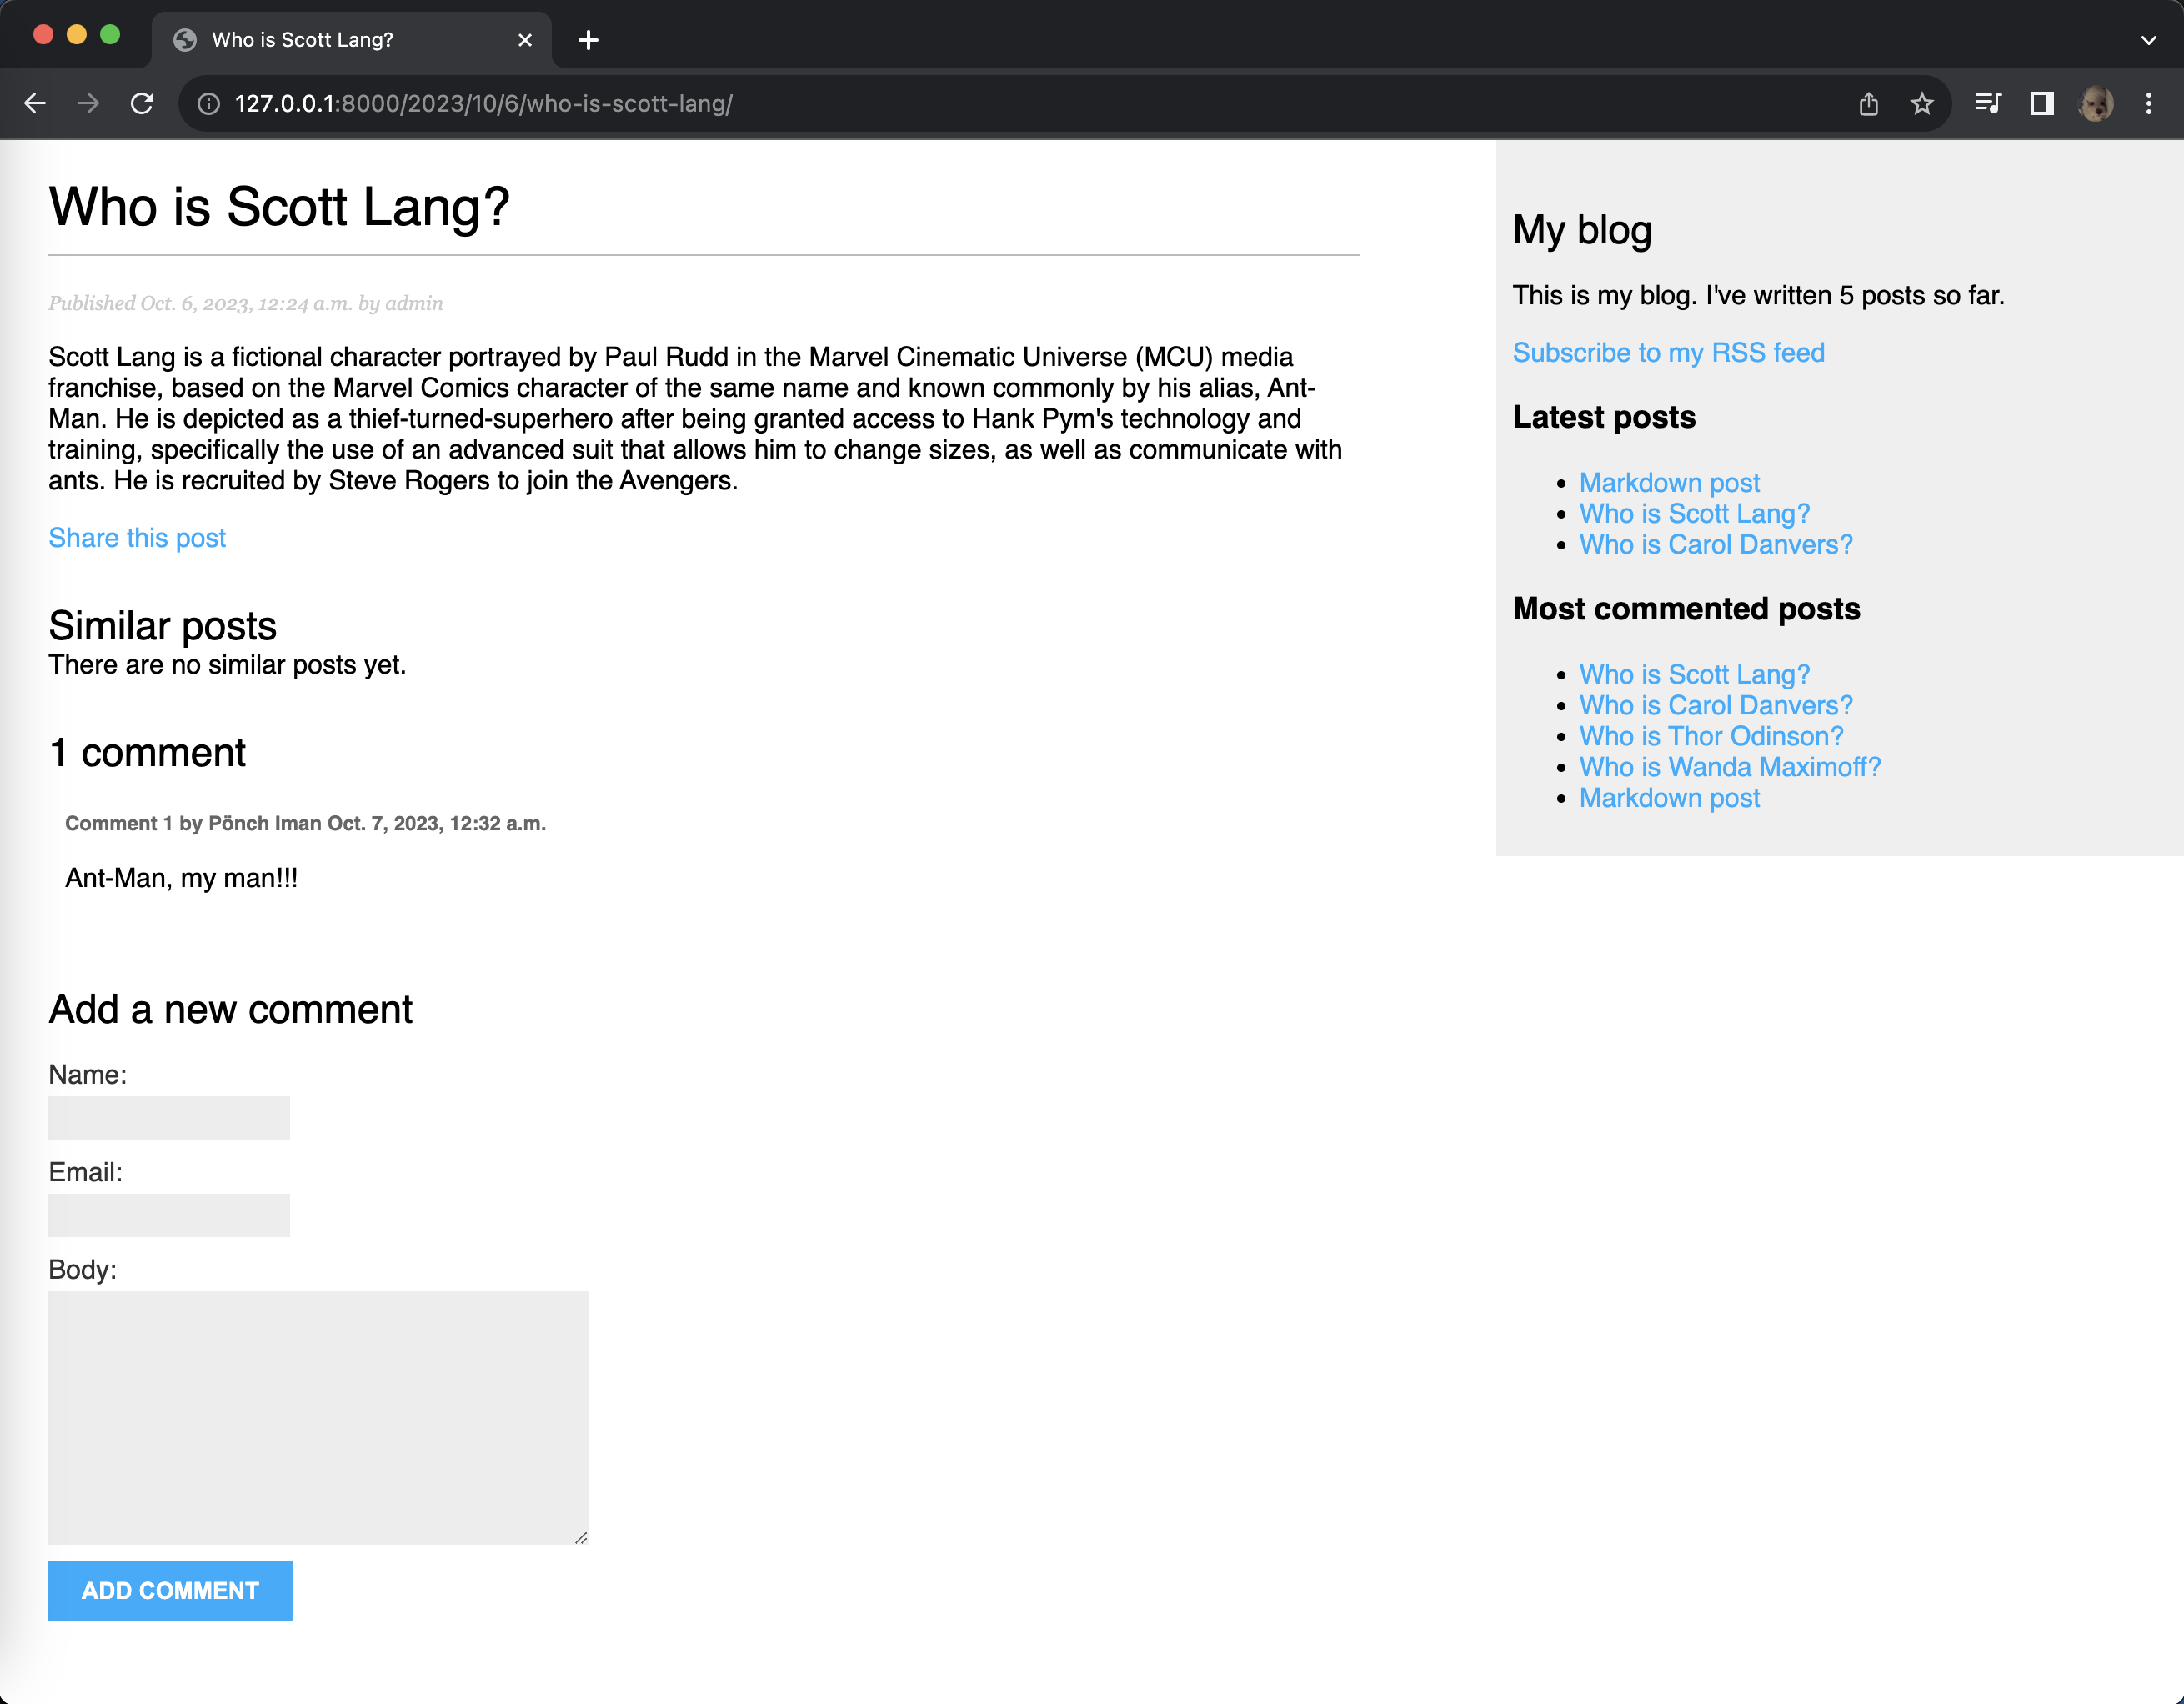 Who is Scott Lang?
127.0.0.1:8000/2023/10/6/who-is-scott-lang/
Who is Scott Lang?
Published Oct. 6, 2023, 12:24 a.m. by admin
Scott Lang is a fictional character portrayed by Paul Rudd in the Marvel Cinematic Universe (MCU) media
franchise, based on the Marvel Comics character of the same name and known commonly by his alias, Ant-
Man. He is depicted as a thief-turned-superhero after being granted access to Hank Pym's technology and
training, specifically the use of an advanced suit that allows him to change sizes, as well as communicate with
ants. He is recruited by Steve Rogers to join the Avengers.
Share this post
Similar posts
There are no similar posts yet.
1 comment
Comment 1 by Pönch Iman Oct. 7, 2023, 12:32 a.m.
Ant-Man, my man!!!
Add a new comment
Name:
Email:
Body:
ADD COMMENT
My blog
This is my blog. I've written 5 posts so far.
Subscribe to my RSS feed
Latest posts
Markdown post
Who is Scott Lang?
Who is Carol Danvers?
Most commented posts
Who is Scott Lang?
Who is Carol Danvers?
Who is Thor Odinson?
Who is Wanda Maximoff?
Markdown post